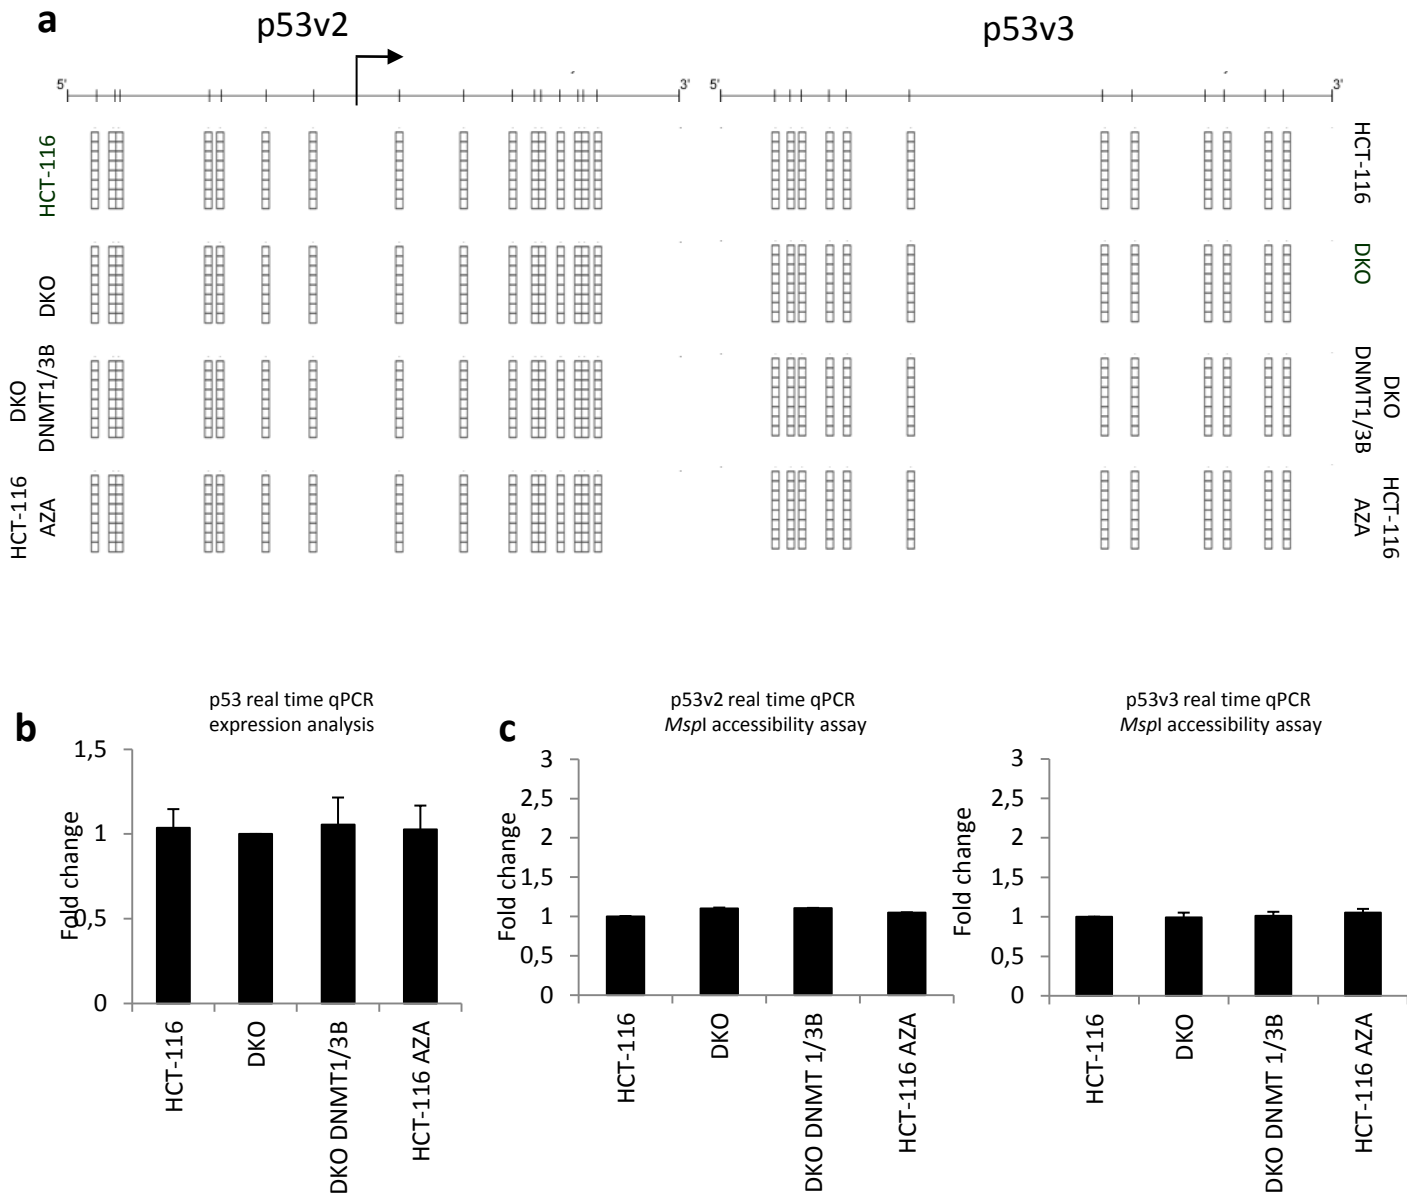 a
p53v2
p53v3
5'
3'
5'
3'
HCT-116
DKO
DKO
DNMT1/3B
HCT-116
AZA
HCT-116
DKO
DKO
DNMT1/3B
HCT-116
AZA
b
p53 real time qPCR
expression analysis
Fold change
1,5
1
0,5
0
HCT-116
DKO
DKO DNMT1/3B
HCT-116 AZA
c
p53v2 real time qPCR
MspI accessibility assay
Fold change
3
2,5
2
1,5
1
0,5
0
HCT-116
DKO
DKO DNMT 1/3B
HCT-116 AZA
p53v3 real time qPCR
MspI accessibility assay
Fold change
3
2,5
2
1,5
1
0,5
0
HCT-116
DKO
DKO DNMT 1/3B
HCT-116 AZA